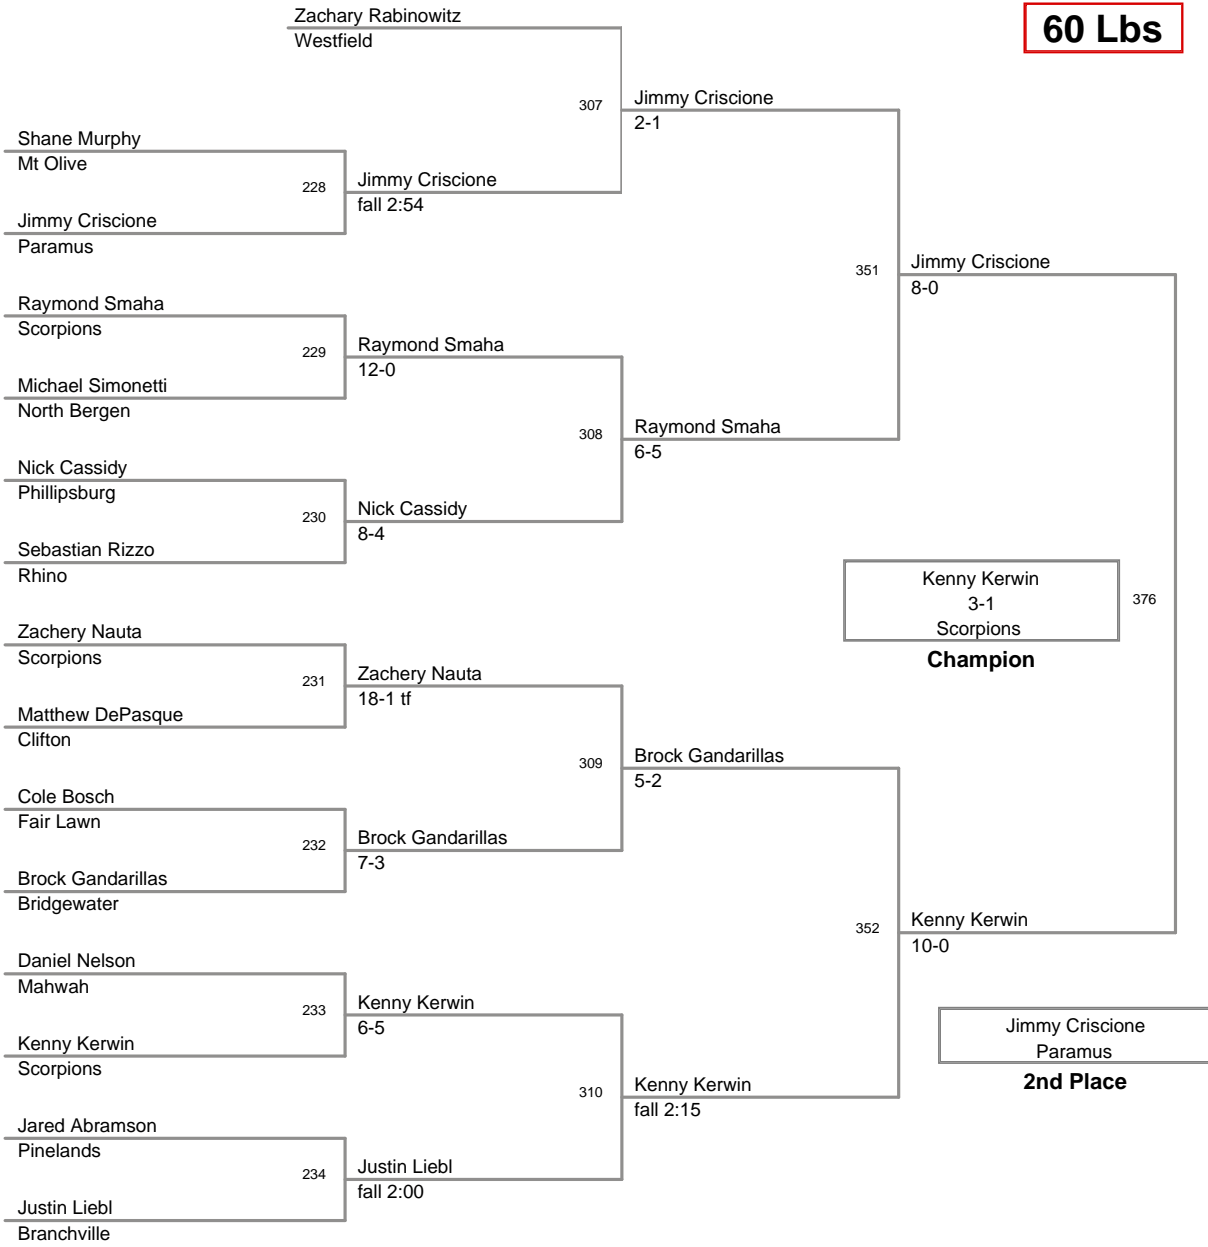 Zachary Rabinowitz
Westfield
60 Lbs
307
Jimmy Criscione
2-1
Shane Murphy
Mt Olive
228
Jimmy Criscione
fall 2:54
Jimmy Criscione
Paramus
351
Jimmy Criscione
8-0
Raymond Smaha
Scorpions
229
Raymond Smaha
12-0
Michael Simonetti
North Bergen
308
Raymond Smaha
6-5
Nick Cassidy
Phillipsburg
230
Nick Cassidy
8-4
Sebastian Rizzo
Rhino
Kenny Kerwin
3-1
Scorpions
376
Champion
Zachery Nauta
Scorpions
231
Zachery Nauta
18-1 tf
Matthew DePasque
Clifton
309
Brock Gandarillas
5-2
Cole Bosch
Fair Lawn
232
Brock Gandarillas
7-3
Brock Gandarillas
Bridgewater
352
Kenny Kerwin
10-0
Daniel Nelson
Mahwah
233
Kenny Kerwin
6-5
Kenny Kerwin
Scorpions
Jimmy Criscione
Paramus
2nd Place
310
Kenny Kerwin
fall 2:15
Jared Abramson
Pinelands
234
Justin Liebl
fall 2:00
Justin Liebl
Branchville